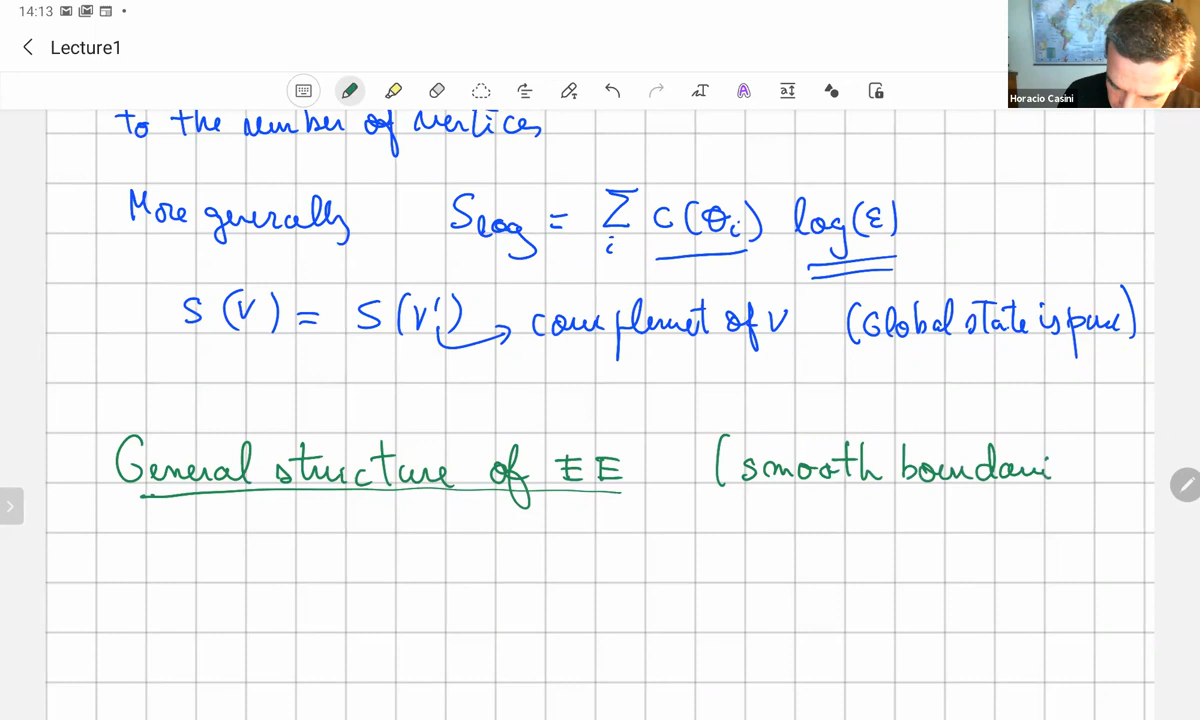 14:13
Lecture1
Horacio Casini
to the number of vertices
More generally S_log = Σ_i C(θ_i) log(ε)
S(V) = S(V') → complemet of V (Global state is pure)
General structure of EE (smooth boundari